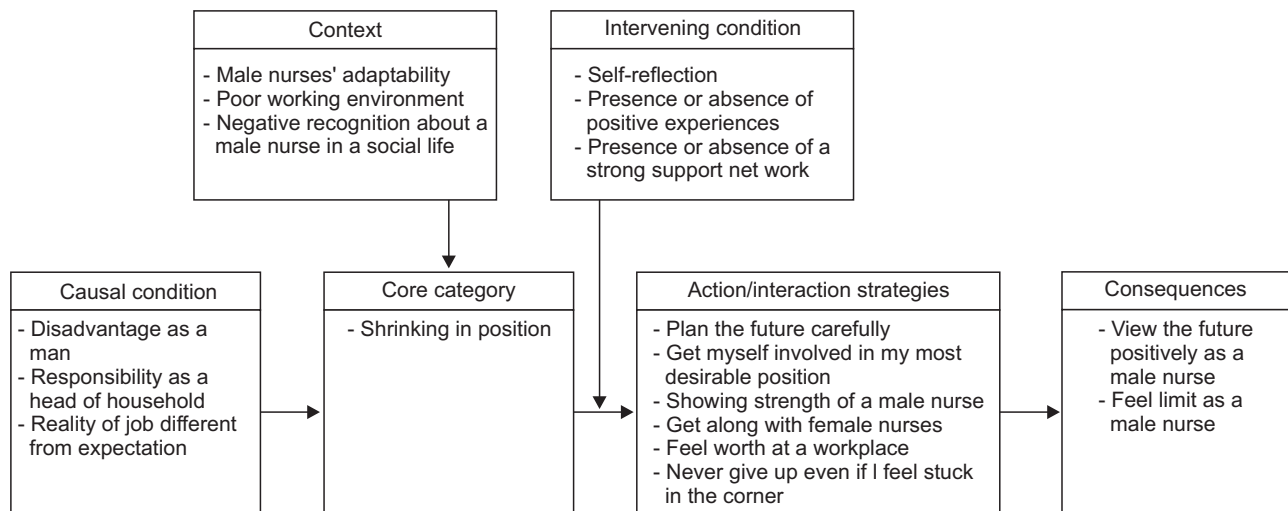 Context
- Male nurses' adaptability
- Poor working environment
- Negative recognition about a
male nurse in a social life
Intervening condition
- Self-reflection
- Presence or absence of
positive experiences
- Presence or absence of a
strong support net work
Causal condition
- Disadvantage as a
man
- Responsibility as a
head of household
- Reality of job different
from expectation
Core category
- Shrinking in position
Action/interaction strategies
- Plan the future carefully
- Get myself involved in my most
desirable position
- Showing strength of a male nurse
- Get along with female nurses
- Feel worth at a workplace
- Never give up even if I feel stuck
in the corner
Consequences
- View the future
positively as a
male nurse
- Feel limit as a
male nurse